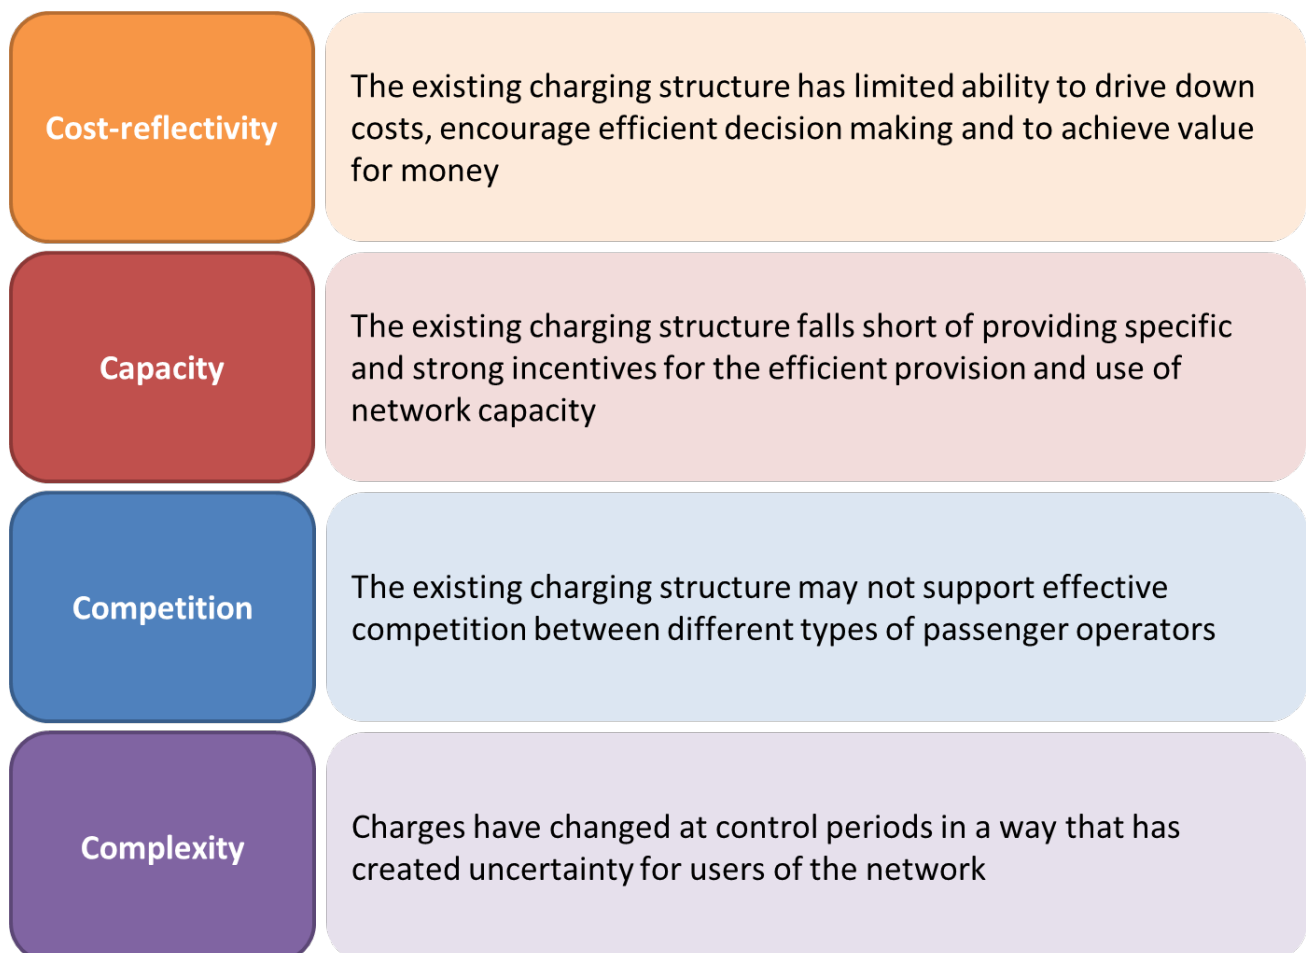 Cost-reflectivity
The existing charging structure has limited ability to drive down
costs, encourage efficient decision making and to achieve value
for money
Capacity
The existing charging structure falls short of providing specific
and strong incentives for the efficient provision and use of
network capacity
Competition
The existing charging structure may not support effective
competition between different types of passenger operators
Complexity
Charges have changed at control periods in a way that has
created uncertainty for users of the network